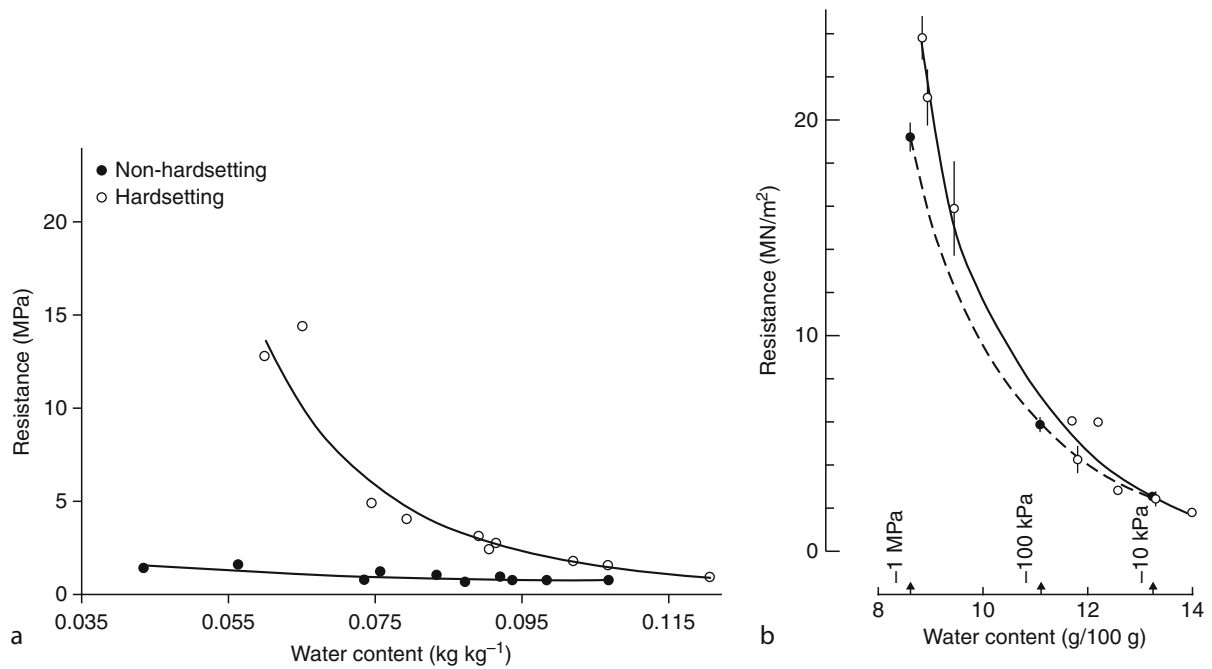 Non-hardsetting
Hardsetting
20
15
10
5
0
Resistance (MPa)
0.035 0.055 0.075 0.095 0.115
Water content (kg kg⁻¹)
a
20
10
0
Resistance (MN/m²)
−1 MPa
−100 kPa
−10 kPa
8 10 12 14
Water content (g/100 g)
b